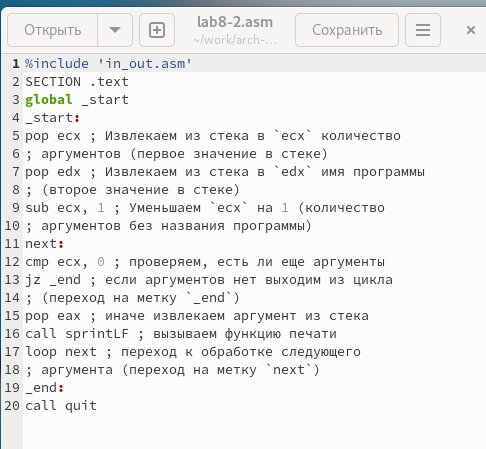 Открыть
lab8-2.asm
~/work/arch-...
Сохранить
1 %include 'in_out.asm'
2 SECTION .text
3 global _start
4 _start:
5 pop ecx ; Извлекаем из стека в `ecx` количество
6 ; аргументов (первое значение в стеке)
7 pop edx ; Извлекаем из стека в `edx` имя программы
8 ; (второе значение в стеке)
9 sub ecx, 1 ; Уменьшаем `ecx` на 1 (количество
10 ; аргументов без названия программы)
11 next:
12 cmp ecx, 0 ; проверяем, есть ли еще аргументы
13 jz _end ; если аргументов нет выходим из цикла
14 ; (переход на метку `_end`)
15 pop eax ; иначе извлекаем аргумент из стека
16 call sprintLF ; вызываем функцию печати
17 loop next ; переход к обработке следующего
18 ; аргумента (переход на метку `next`)
19 _end:
20 call quit